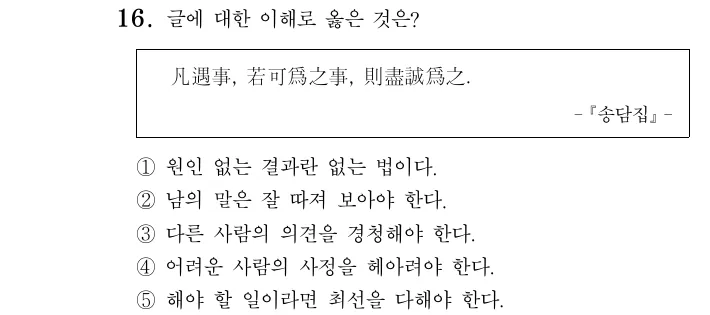 16. 글에 대한 이해로 옳은 것은?
凡遇事, 若可爲之事, 則盡誠爲之.
-『송담집』-
① 원인 없는 결과란 없는 법이다.
② 남의 말은 잘 따져 보아야 한다.
③ 다른 사람의 의견을 경청해야 한다.
④ 어려운 사람의 사정을 헤아려야 한다.
⑤ 해야 할 일이라면 최선을 다해야 한다.